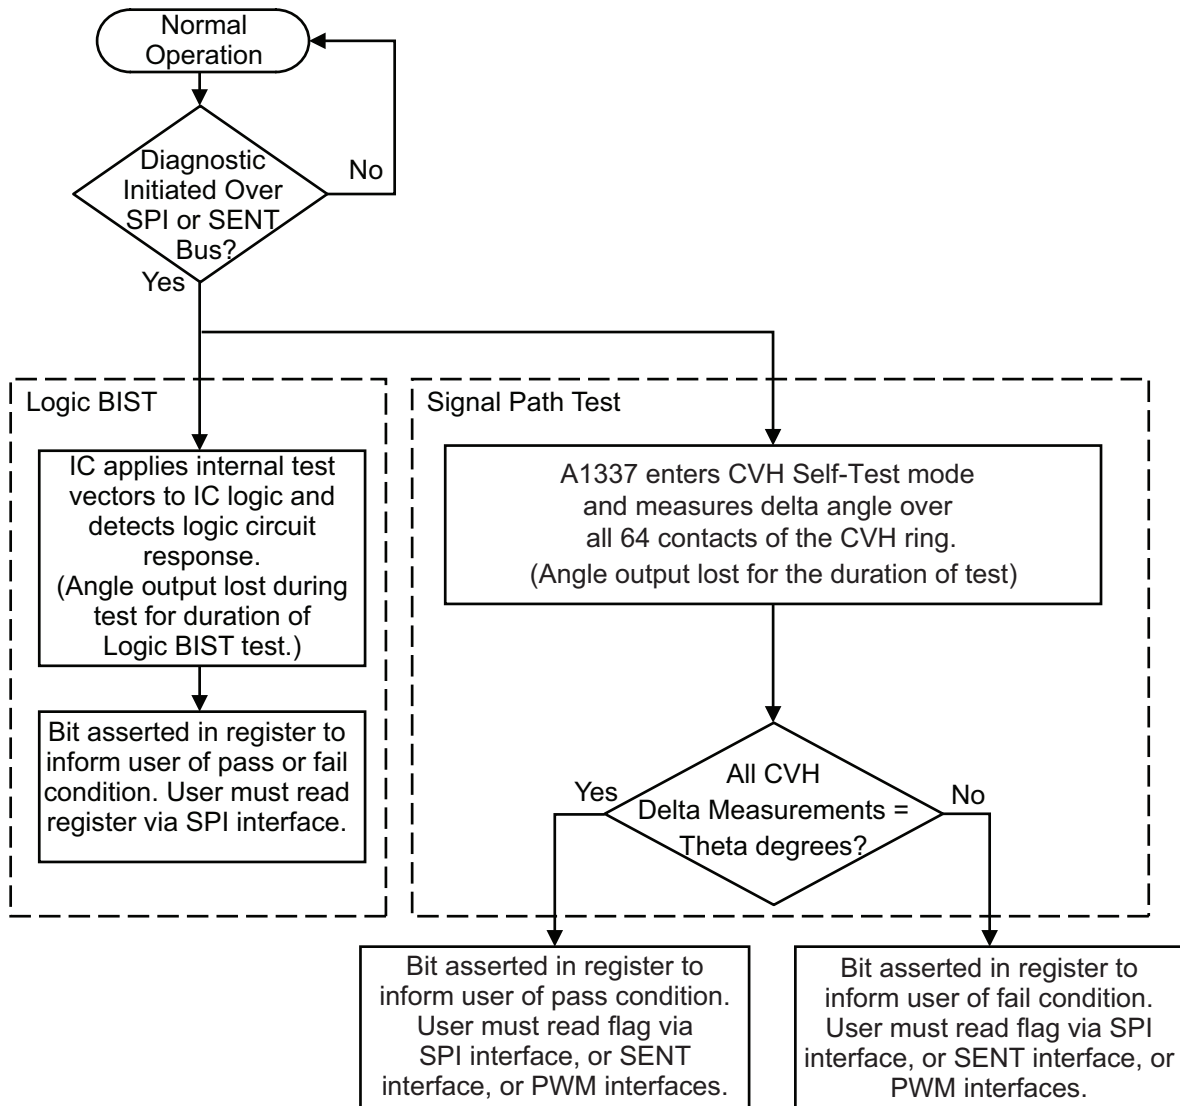 Normal
Operation
Diagnostic
Initiated Over
SPI or SENT
Bus?
No
Yes
Logic BIST
IC applies internal test
vectors to IC logic and
detects logic circuit
response.
(Angle output lost during
test for duration of
Logic BIST test.)
Bit asserted in register to
inform user of pass or fail
condition. User must read
register via SPI interface.
Signal Path Test
A1337 enters CVH Self-Test mode
and measures delta angle over
all 64 contacts of the CVH ring.
(Angle output lost for the duration of test)
All CVH
Delta Measurements =
Theta degrees?
Yes
No
Bit asserted in register to
inform user of pass condition.
User must read flag via
SPI interface, or SENT
interface, or PWM interfaces.
Bit asserted in register to
inform user of fail condition.
User must read flag via SPI
interface, or SENT interface, or
PWM interfaces.